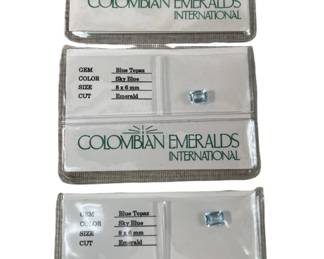 COLOMBIAN EMERALDS
INTERNATIONAL
GEM Blue Topaz
COLOR Sky Blue
SIZE 8 x 6 mm
CUT Emerald
COLOMBIAN EMERALDS
INTERNATIONAL
GEM Blue Topaz
COLOR Sky Blue
SIZE 8 x 6 mm
CUT Emerald